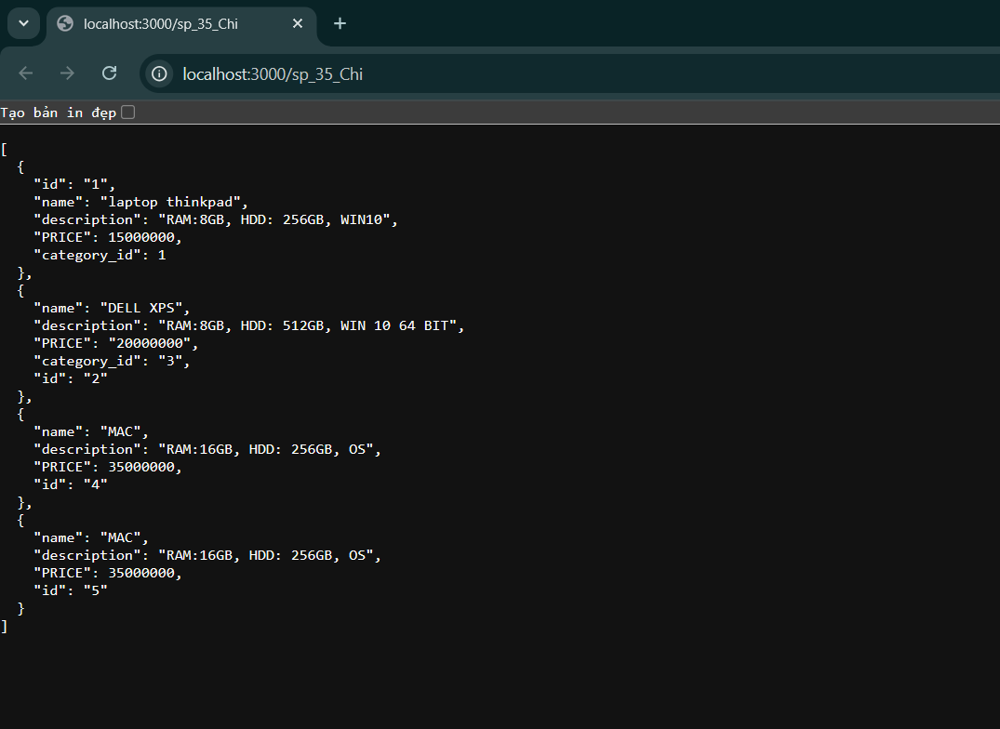 localhost:3000/sp_35_Chi
localhost:3000/sp_35_Chi
Tạo bản in đẹp
[
  {
    "id": "1",
    "name": "laptop thinkpad",
    "description": "RAM:8GB, HDD: 256GB, WIN10",
    "PRICE": 15000000,
    "category_id": 1
  },
  {
    "name": "DELL XPS",
    "description": "RAM:8GB, HDD: 512GB, WIN 10 64 BIT",
    "PRICE": "20000000",
    "category_id": "3",
    "id": "2"
  },
  {
    "name": "MAC",
    "description": "RAM:16GB, HDD: 256GB, OS",
    "PRICE": 35000000,
    "id": "4"
  },
  {
    "name": "MAC",
    "description": "RAM:16GB, HDD: 256GB, OS",
    "PRICE": 35000000,
    "id": "5"
  }
]